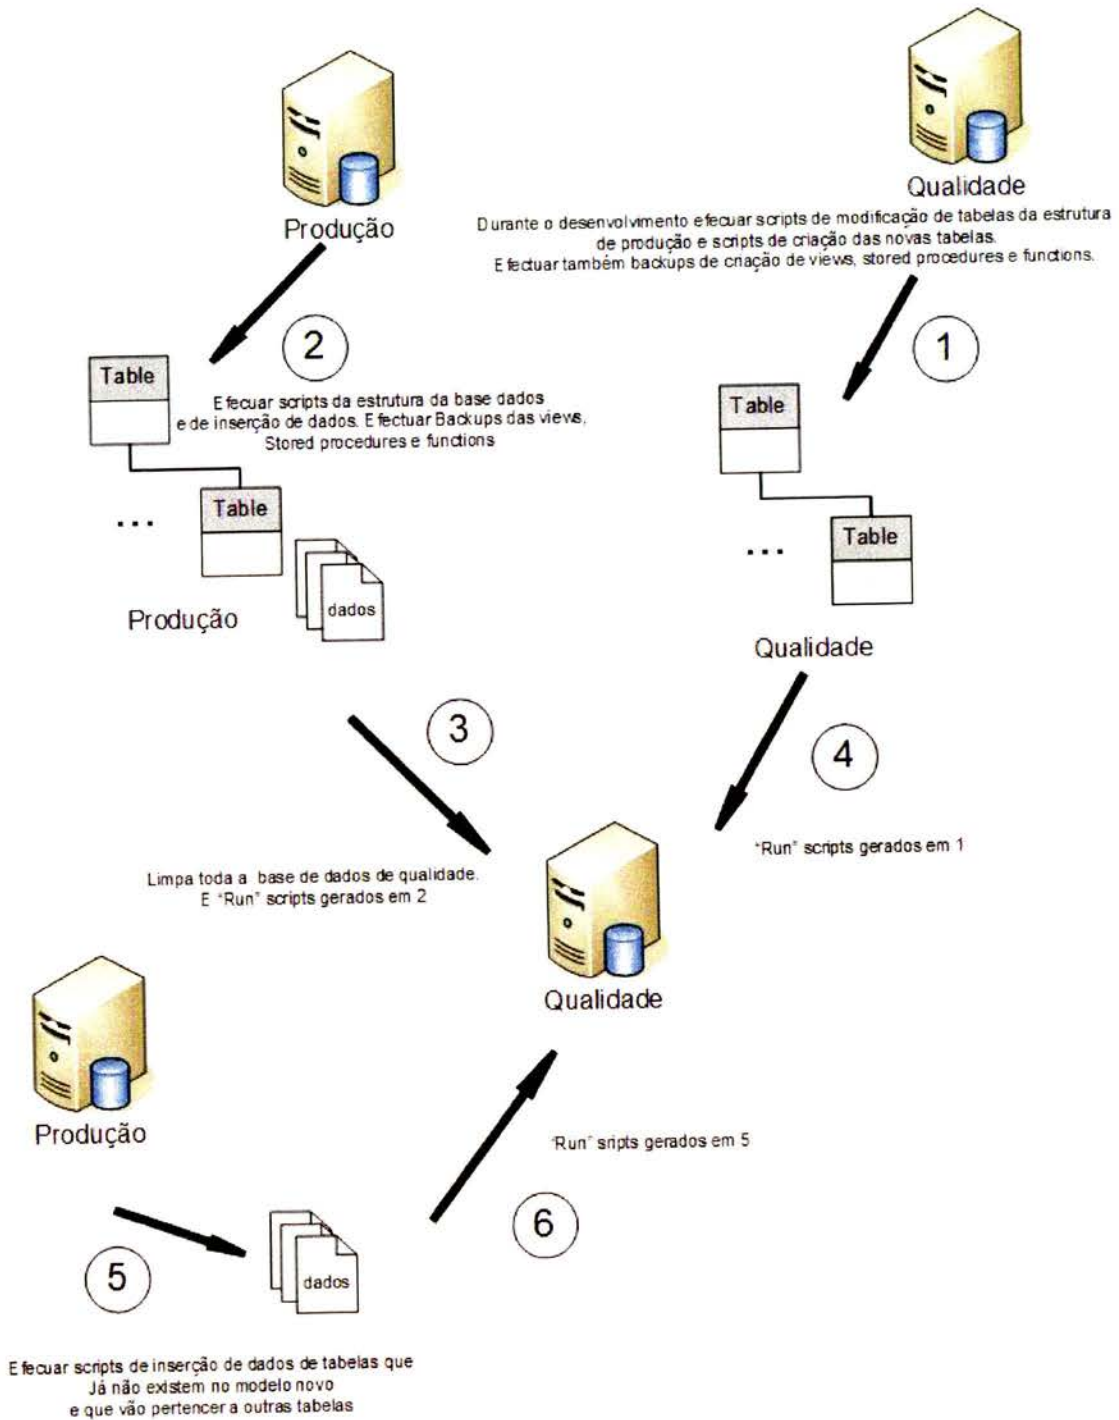 Produção
Qualidade
Durante o desenvolvimento efecuar scripts de modificação de tabelas da estrutura
de produção e scripts de criação das novas tabelas.
Efectuar também backups de criação de views, stored procedures e functions.
2
1
Table
Efecuar scripts da estrutura da base dados
e de inserção de dados. Efectuar Backups das views,
Stored procedures e functions
Table
...
dados
Produção
Table
Table
...
Qualidade
3
4
Limpa toda a base de dados de qualidade.
E "Run" scripts gerados em 2
"Run" scripts gerados em 1
Qualidade
Produção
"Run" sripts gerados em 5
6
5
dados
Efecuar scripts de inserção de dados de tabelas que
Já não existem no modelo novo
e que vão pertencer a outras tabelas